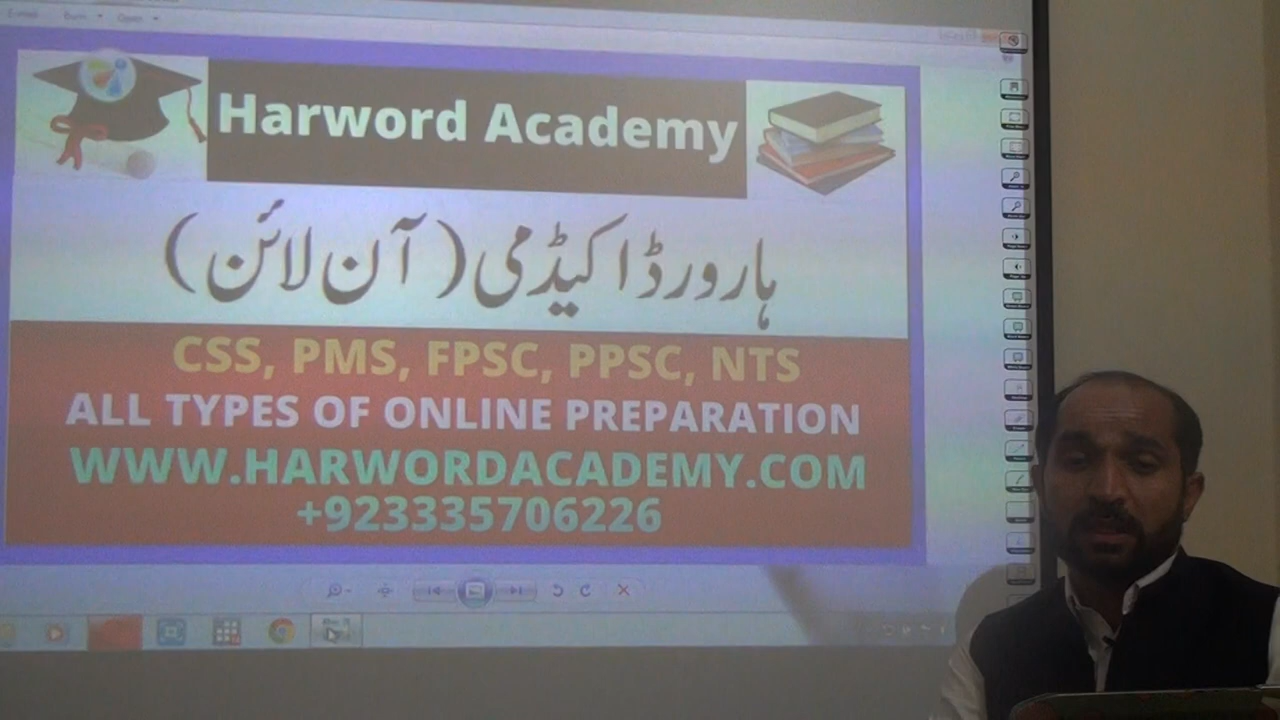 Harword Academy
ہارورڈ اکیڈمی (آن لائن)
CSS, PMS, FPSC, PPSC, NTS
ALL TYPES OF ONLINE PREPARATION
WWW.HARWORDACADEMY.COM
+923335706226